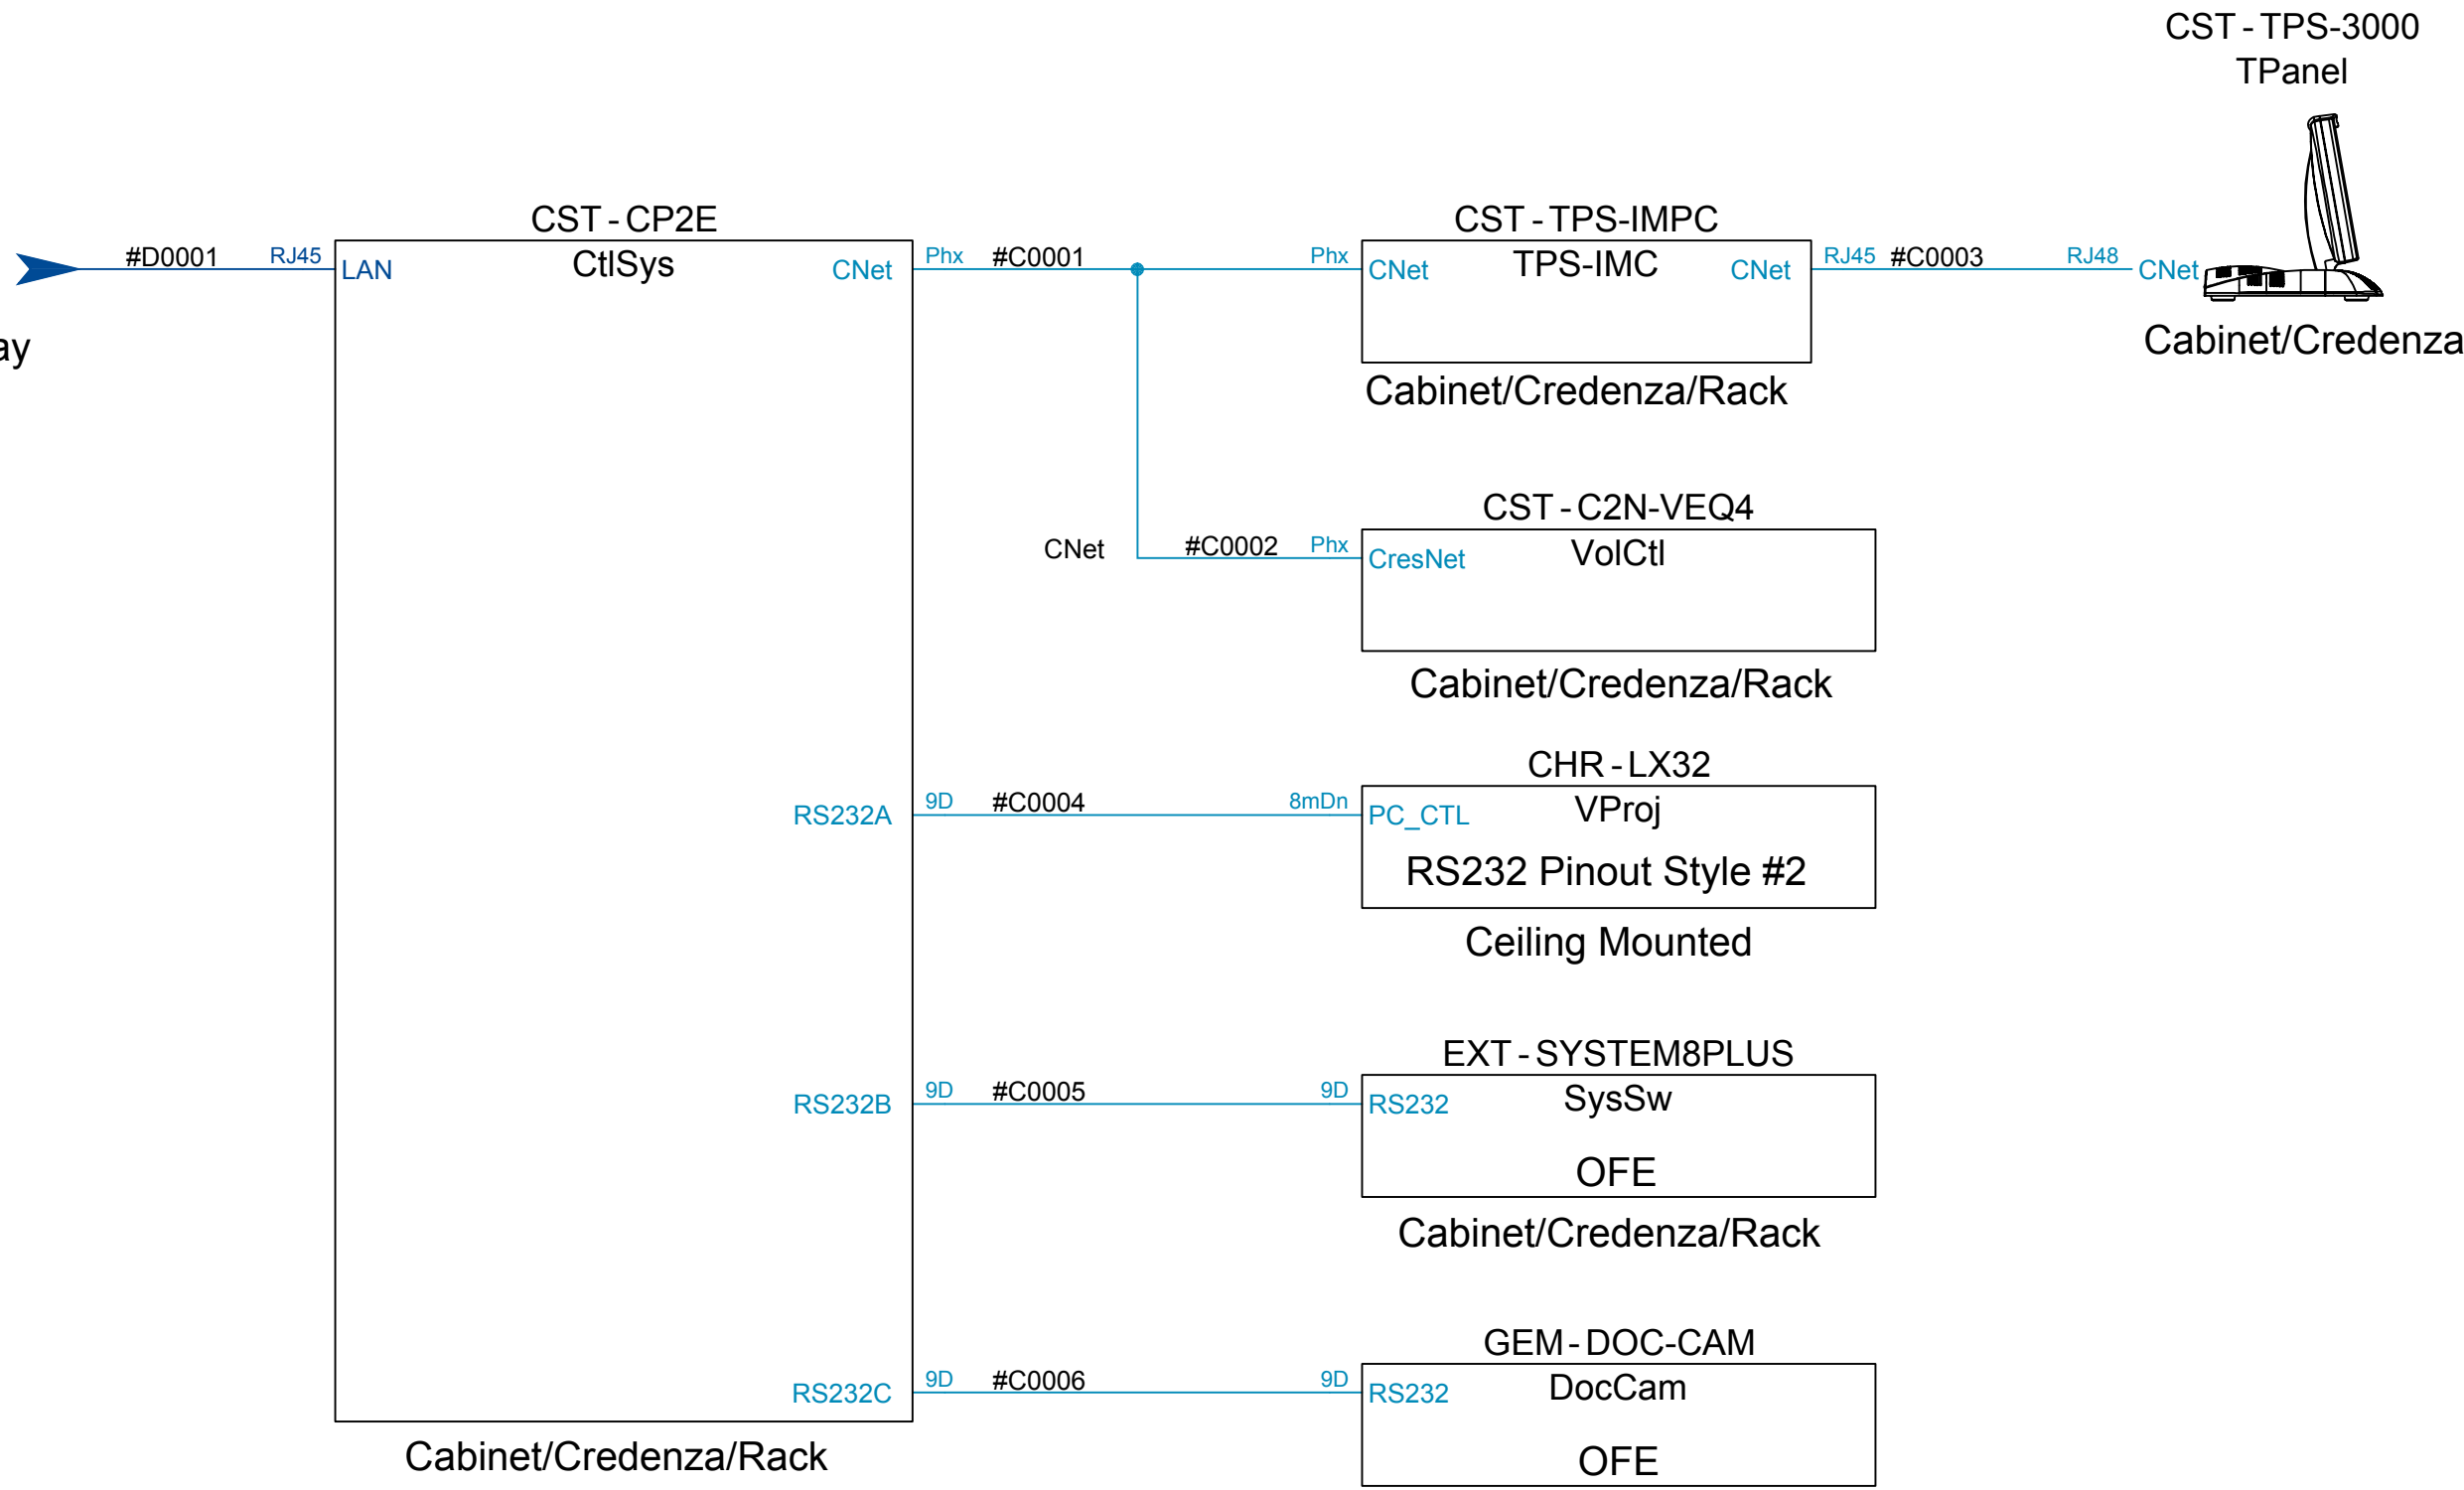 CST - TPS-3000
TPanel
CST - CP2E
CST - TPS-IMPC
#D0001 RJ45 LAN CtlSys CNet Phx #C0001 Phx CNet TPS-IMC CNet RJ45 #C0003 RJ48 CNet
ay
Cabinet/Credenza
Cabinet/Credenza/Rack
CST - C2N-VEQ4
CNet #C0002 Phx CresNet VolCtl
Cabinet/Credenza/Rack
CHR - LX32
RS232A 9D #C0004 8mDn PC_CTL VProj
RS232 Pinout Style #2
Ceiling Mounted
EXT - SYSTEM8PLUS
RS232B 9D #C0005 9D RS232 SysSw
OFE
Cabinet/Credenza/Rack
GEM - DOC-CAM
RS232C 9D #C0006 9D RS232 DocCam
OFE
Cabinet/Credenza/Rack